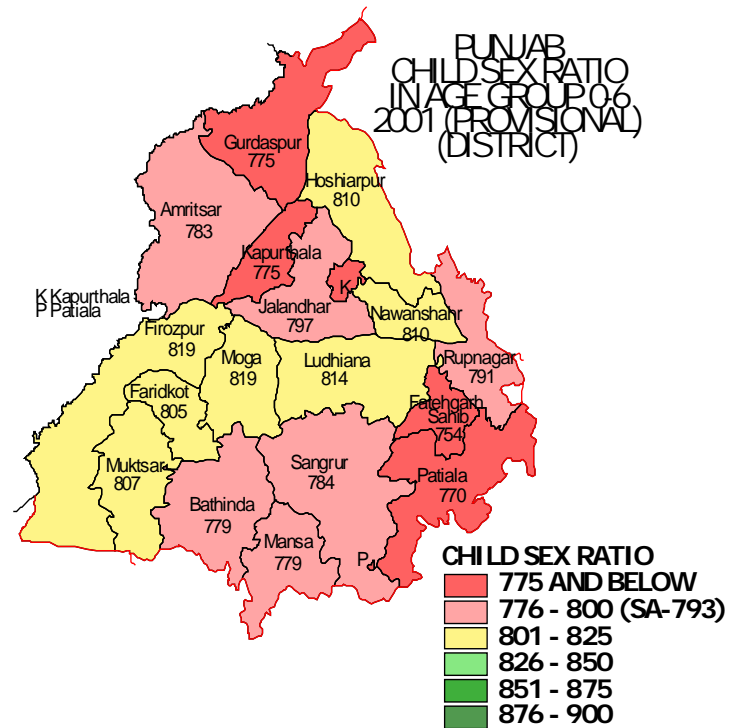 PUNJAB
CHILD SEX RATIO
IN AGE GROUP 0-6
2001 (PROVISIONAL)
(DISTRICT)
Gurdaspur
775
Hoshiarpur
810
Amritsar
783
Kapurthala
775
K
K Kapurthala
P Patiala
Jalandhar
797
Nawanshahr
810
Firozpur
819
Moga
819
Ludhiana
814
Rupnagar
791
Faridkot
805
Fatehgarh
Sahib
754
Muktsar
807
Sangrur
784
Patiala
770
Bathinda
779
Mansa
779
P
CHILD SEX RATIO
775 AND BELOW
776 - 800 (SA-793)
801 - 825
826 - 850
851 - 875
876 - 900